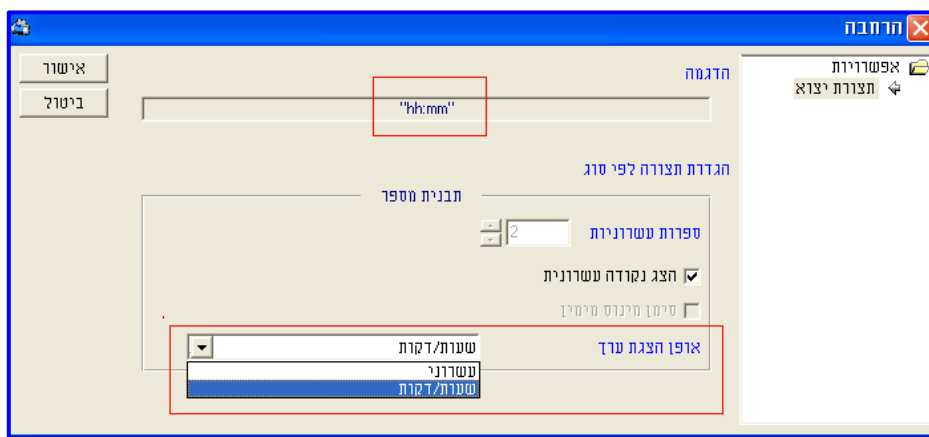 הרחבה
אפשרויות
תצורת יצוא
אישור
ביטול
הדגמה
"hh:mm"
הגדרת תצורה לפי סוג
תבנית מספר
ספרות עשרוניות 2
הצג נקודה עשרונית
סימן מינוס מימין
אופן הצגת ערך שעות/דקות
עשרוני
שעות/דקות